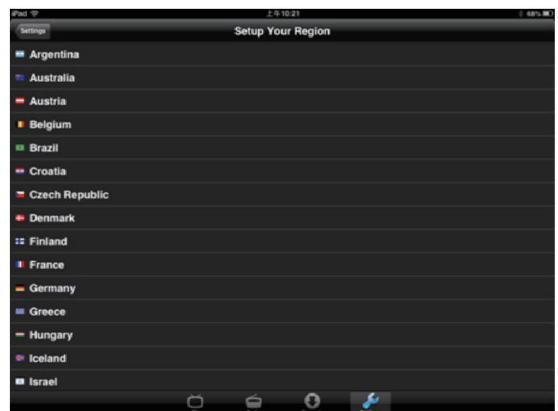 iPad 上午10:21 68%
Settings Setup Your Region
Argentina
Australia
Austria
Belgium
Brazil
Croatia
Czech Republic
Denmark
Finland
France
Germany
Greece
Hungary
Iceland
Israel